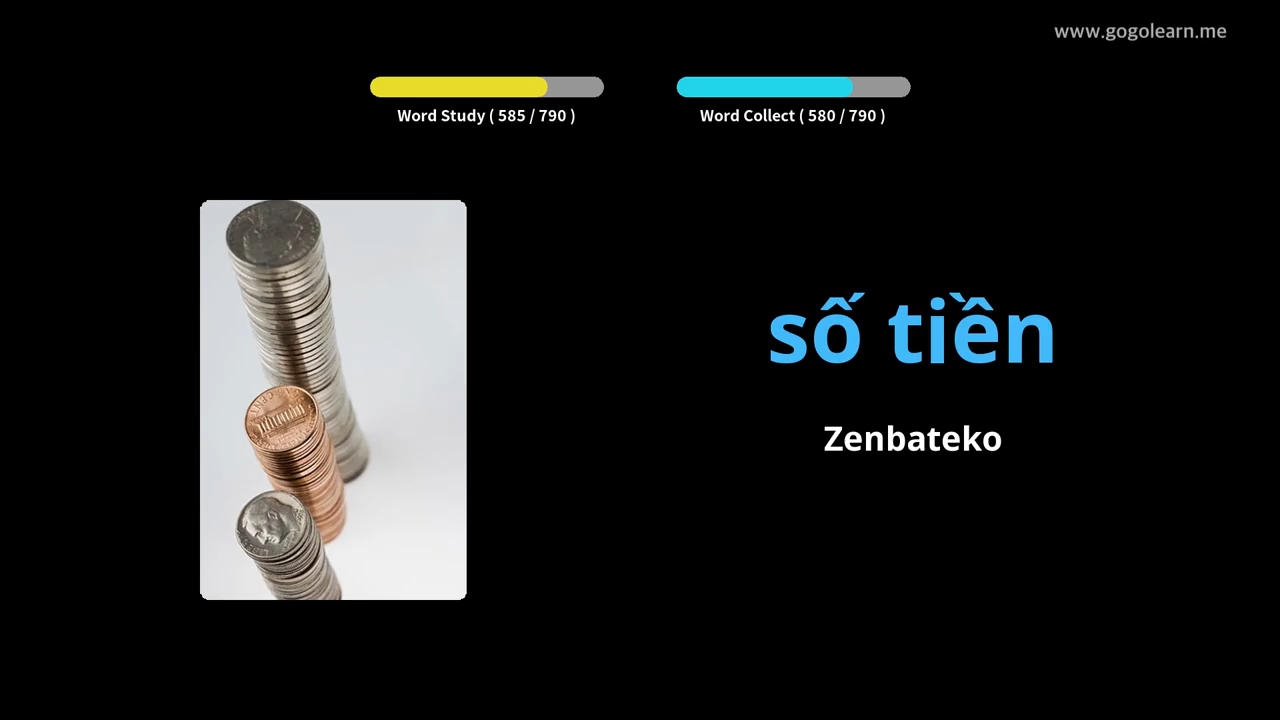 www.gogolearn.me
Word Study ( 585 / 790 )
Word Collect ( 580 / 790 )
số tiền
Zenbateko